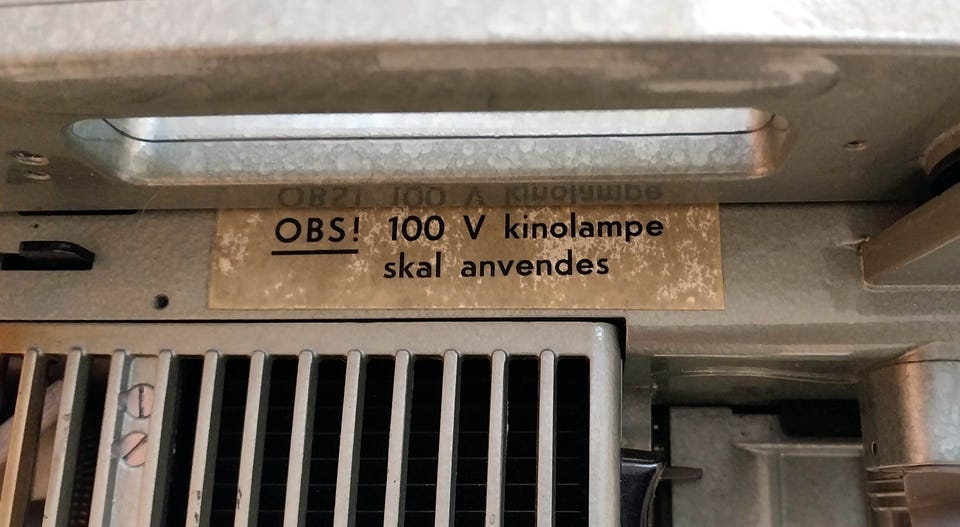 OBS! 100 V kinolampe
skal anvendes